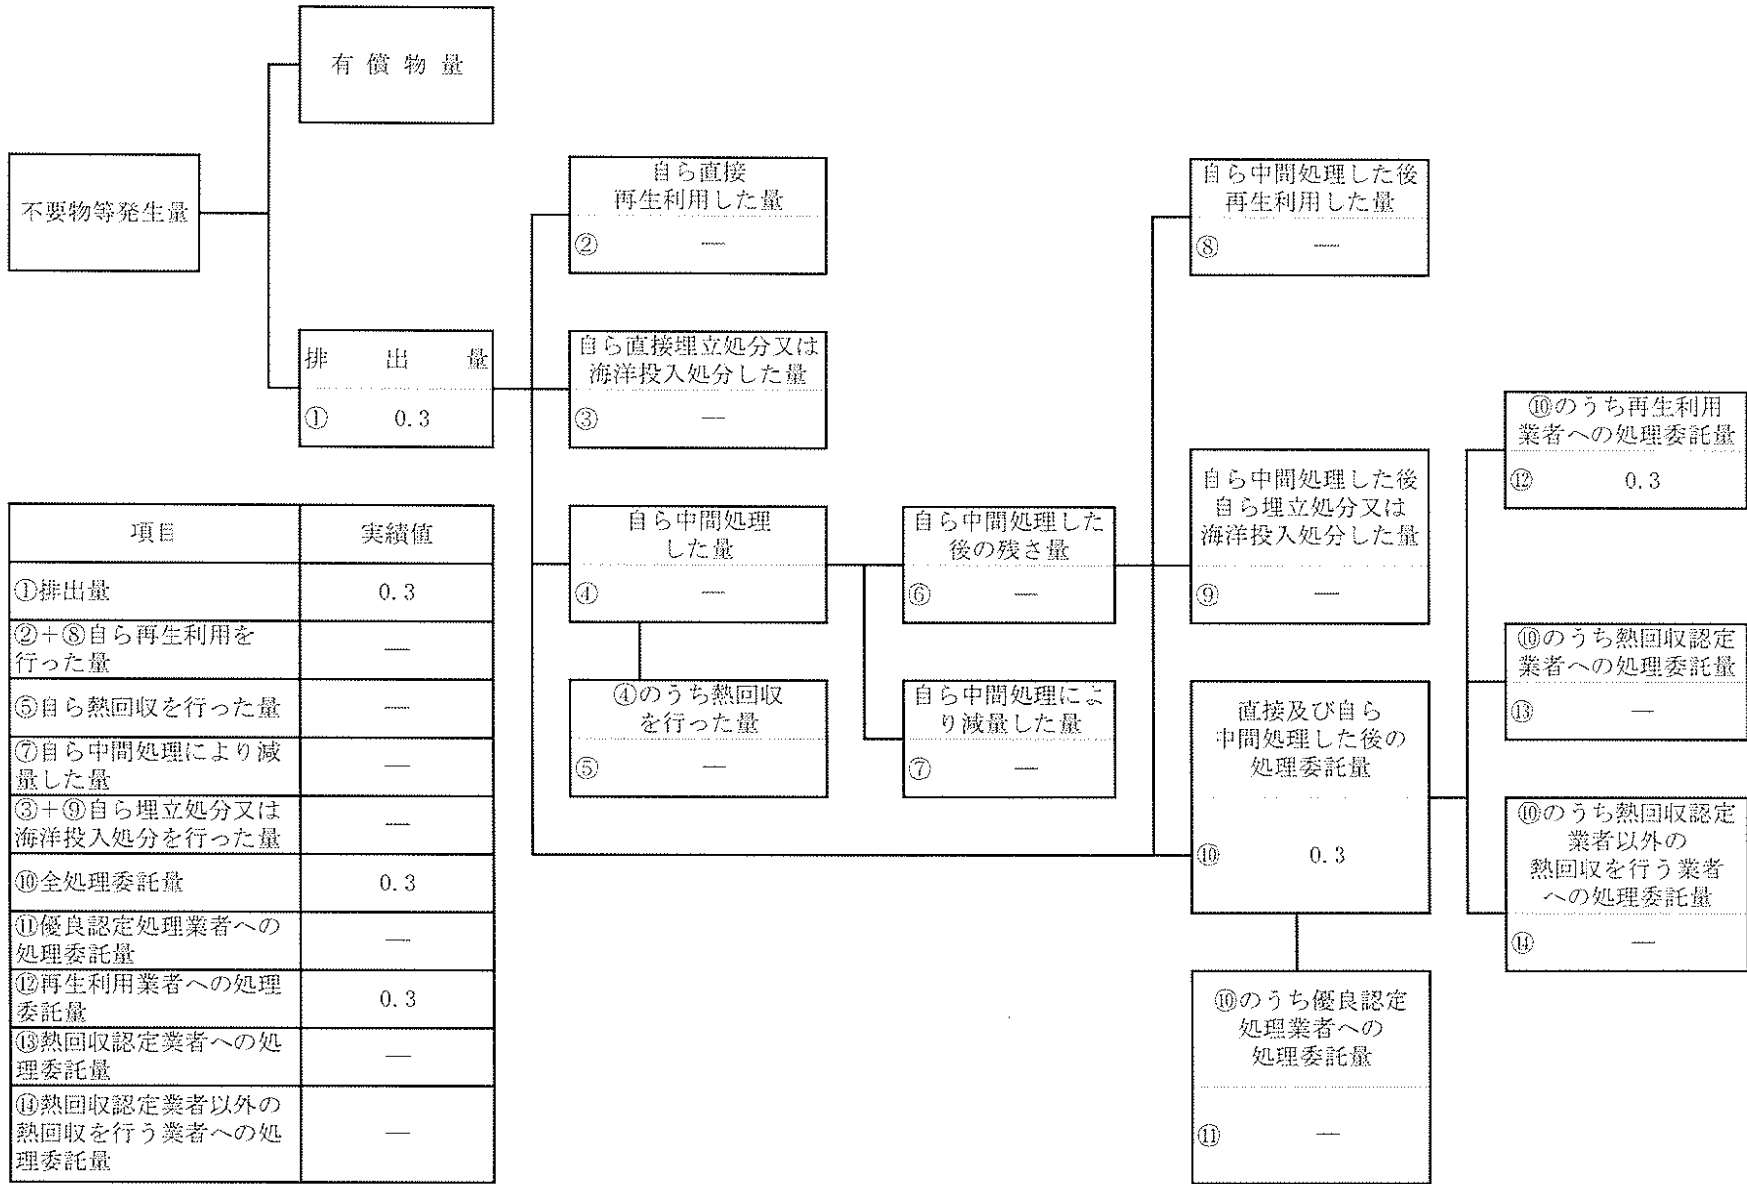 有償物量
不要物等発生量
排出量
① 0.3
自ら直接
再生利用した量
② —
自ら直接埋立処分又は
海洋投入処分した量
③ —
自ら中間処理
した量
④ —
④のうち熱回収
を行った量
⑤ —
自ら中間処理した
後の残さ量
⑥ —
自ら中間処理によ
り減量した量
⑦ —
自ら中間処理した後
再生利用した量
⑧ —
自ら中間処理した後
自ら埋立処分又は
海洋投入処分した量
⑨ —
直接及び自ら
中間処理した後の
処理委託量
⑩ 0.3
⑩のうち優良認定
処理業者への
処理委託量
⑪ —
⑩のうち再生利用
業者への処理委託量
⑫ 0.3
⑩のうち熱回収認定
業者への処理委託量
⑬ —
⑩のうち熱回収認定
業者以外の
熱回収を行う業者
への処理委託量
⑭ —
項目 実績値
①排出量 0.3
②+⑧自ら再生利用を
行った量 —
⑤自ら熱回収を行った量 —
⑦自ら中間処理により減
量した量 —
③+⑨自ら埋立処分又は
海洋投入処分を行った量 —
⑩全処理委託量 0.3
⑪優良認定処理業者への
処理委託量 —
⑫再生利用業者への処理
委託量 0.3
⑬熱回収認定業者への処
理委託量 —
⑭熱回収認定業者以外の
熱回収を行う業者への処
理委託量 —